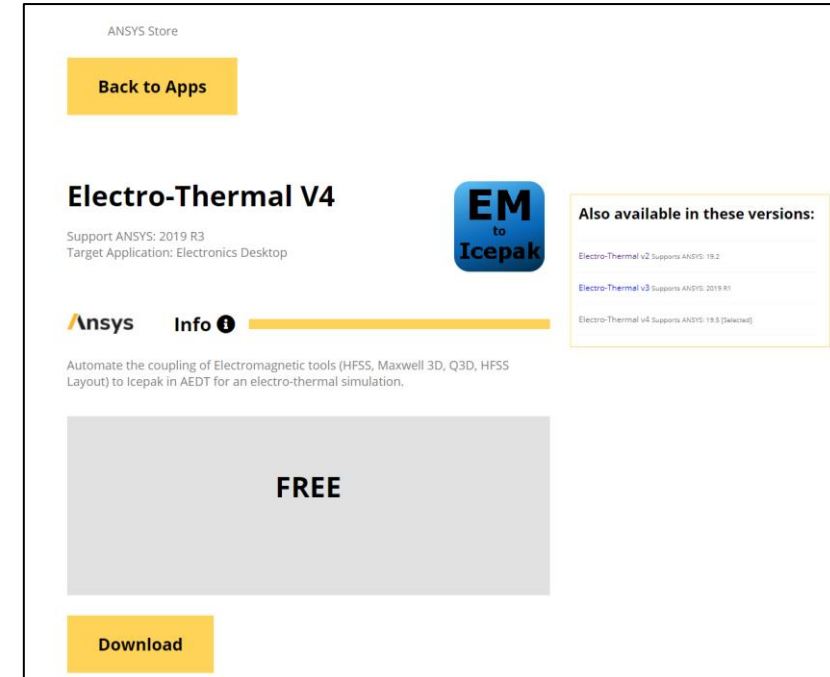 ANSYS Store
Back to Apps
Electro-Thermal V4
Support ANSYS: 2019 R3
Target Application: Electronics Desktop
EM
to
Icepak
Also available in these versions:
Electro-Thermal v2 Supports ANSYS: 19.2
Electro-Thermal v3 Supports ANSYS: 2019 R1
Electro-Thermal v4 Supports ANSYS: 19.5 [Selected]
Ansys Info
Automate the coupling of Electromagnetic tools (HFSS, Maxwell 3D, Q3D, HFSS
Layout) to Icepak in AEDT for an electro-thermal simulation.
FREE
Download